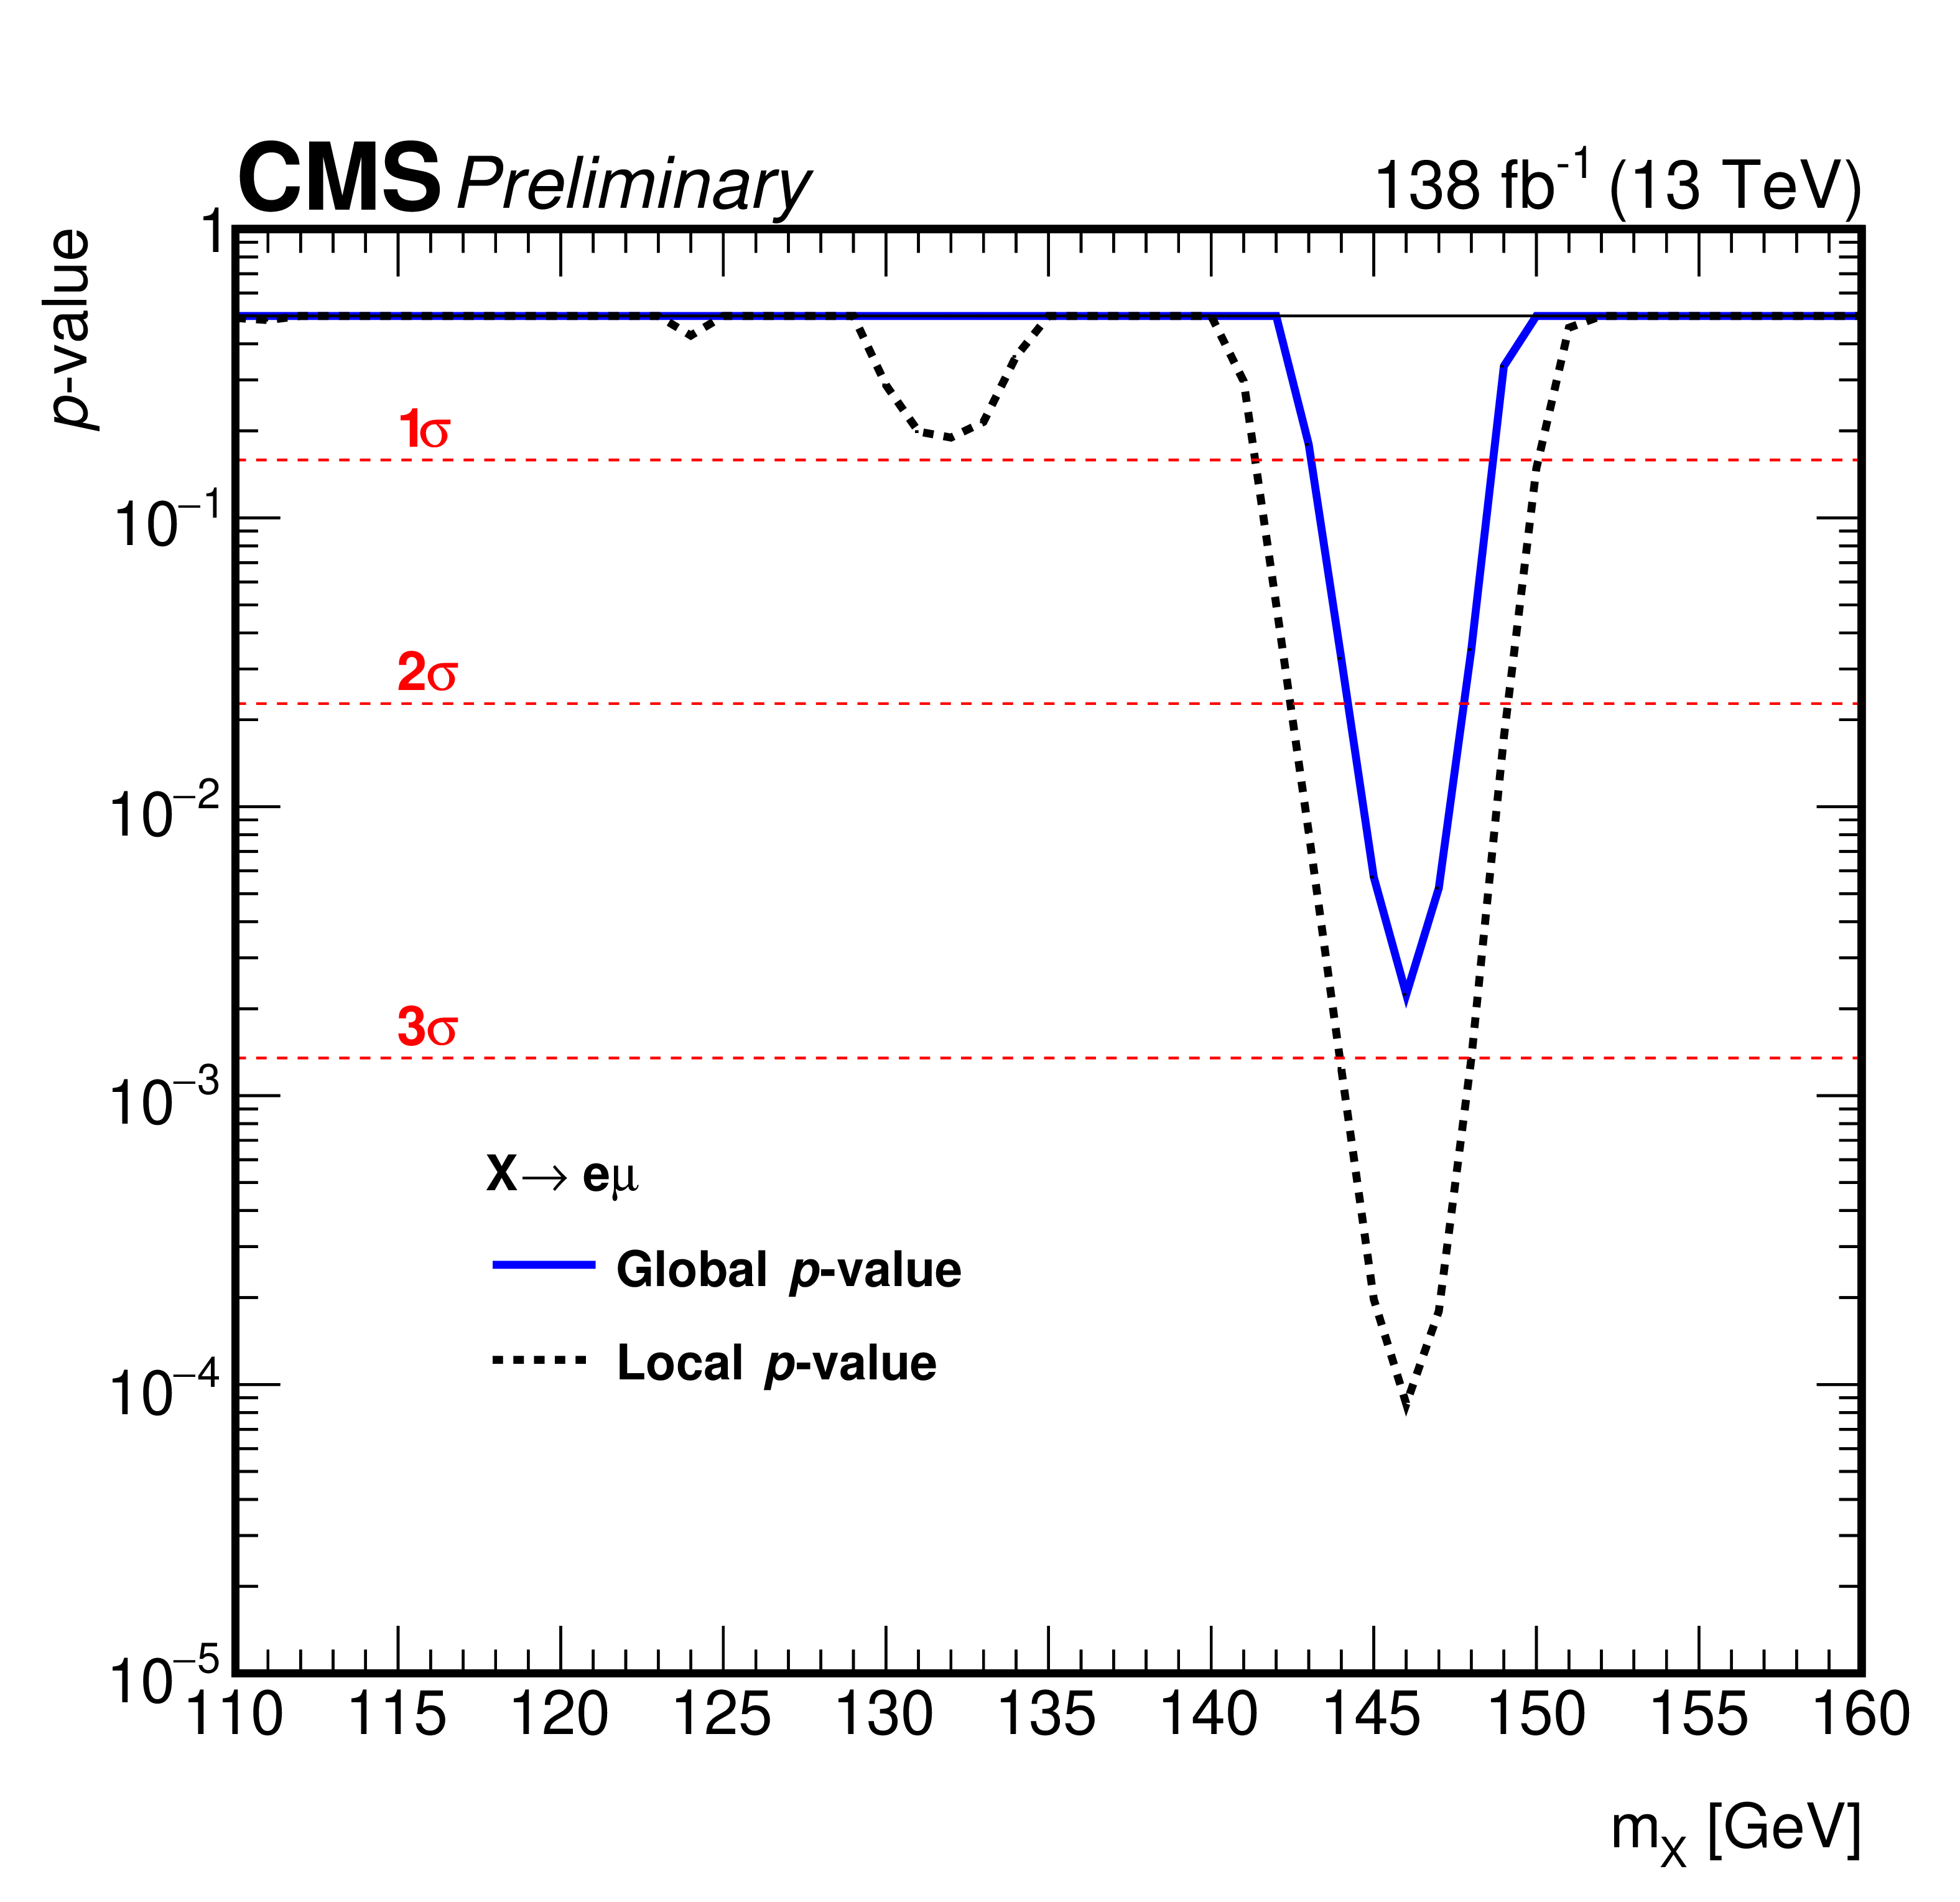 CMS Preliminary 138 fb⁻¹ (13 TeV)
p-value
1
10⁻¹
10⁻²
10⁻³
10⁻⁴
10⁻⁵
1σ
2σ
3σ
X→ eμ
Global p-value
Local p-value
110 115 120 125 130 135 140 145 150 155 160
m_X [GeV]